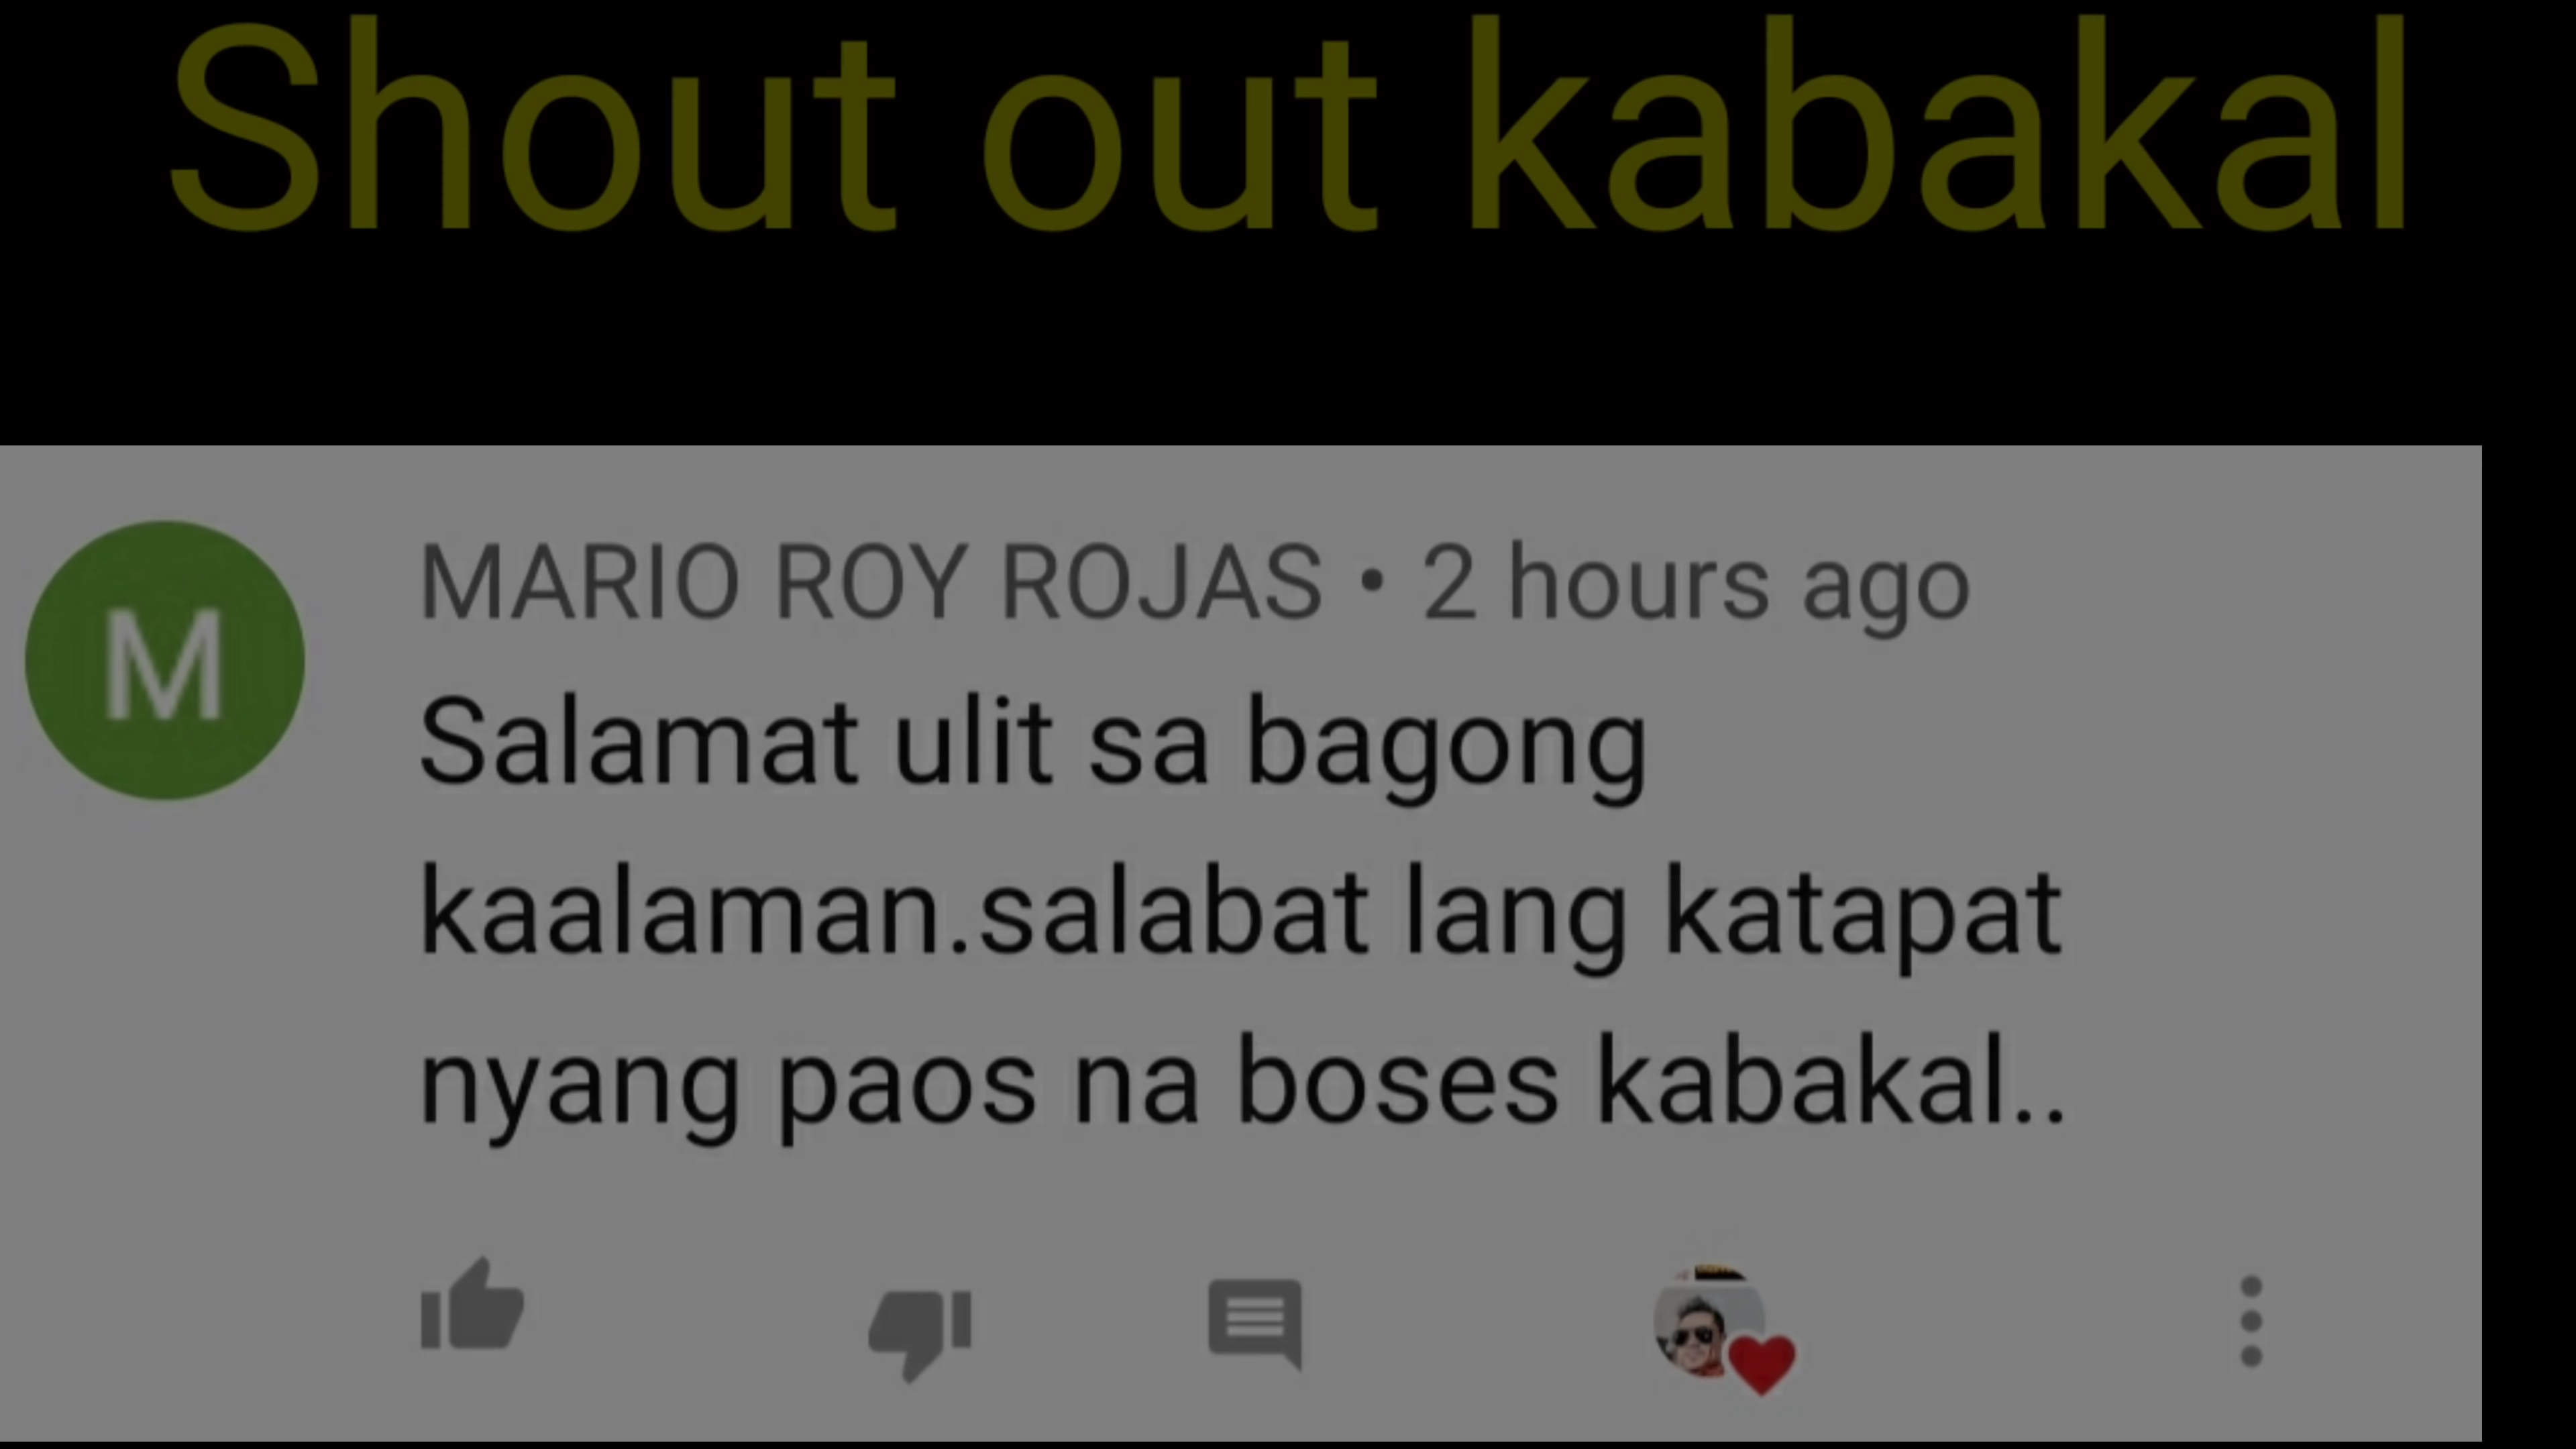 Shout out kabakal
M
MARIO ROY ROJAS • 2 hours ago
Salamat ulit sa bagong
kaalaman.salabat lang katapat
nyang paos na boses kabakal..